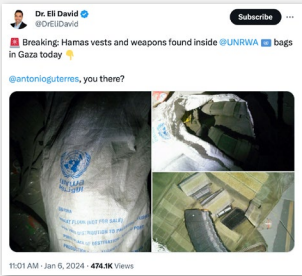 Dr. Eli David
@DrEliDavid
Subscribe
🚨 Breaking: Hamas vests and weapons found inside @UNRWA 🇺🇳 bags
in Gaza today 👇
@antonioguterres, you there?
11:01 AM · Jan 6, 2024 · 474.1K Views